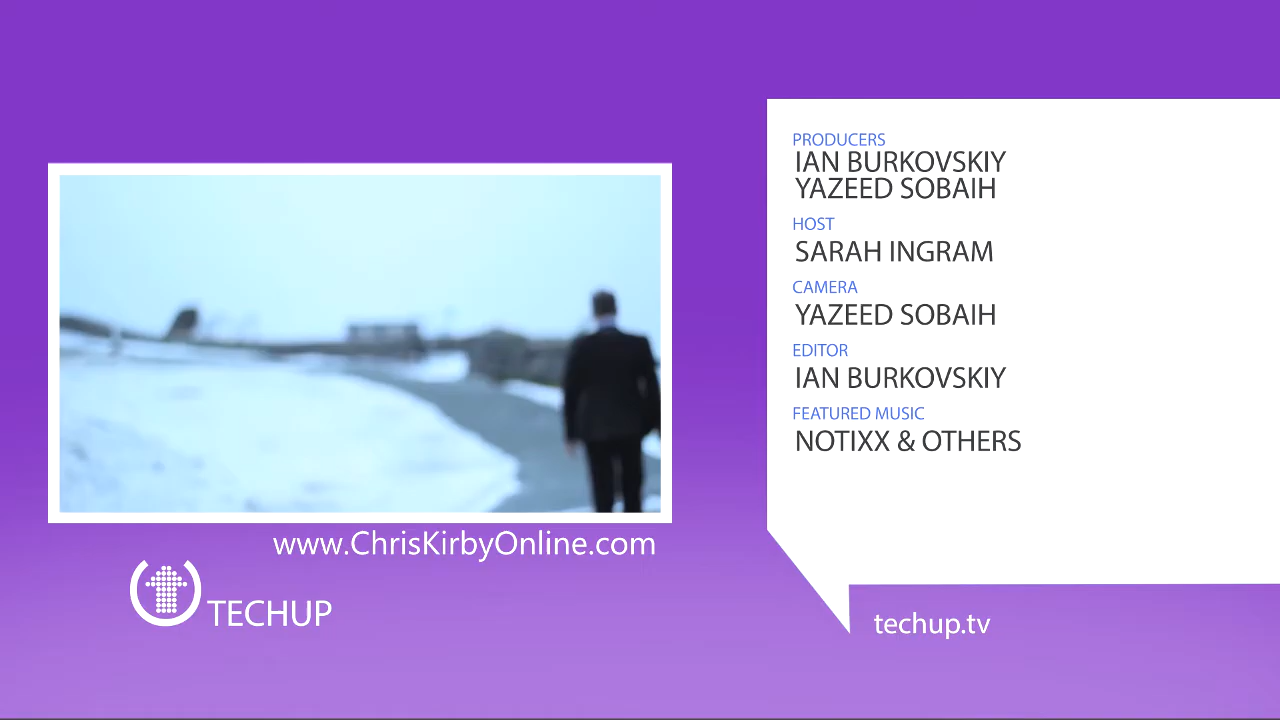 PRODUCERS
IAN BURKOVSKIY
YAZEED SOBAIH
HOST
SARAH INGRAM
CAMERA
YAZEED SOBAIH
EDITOR
IAN BURKOVSKIY
FEATURED MUSIC
NOTIXX & OTHERS
www.ChrisKirbyOnline.com
TECHUP
techup.tv